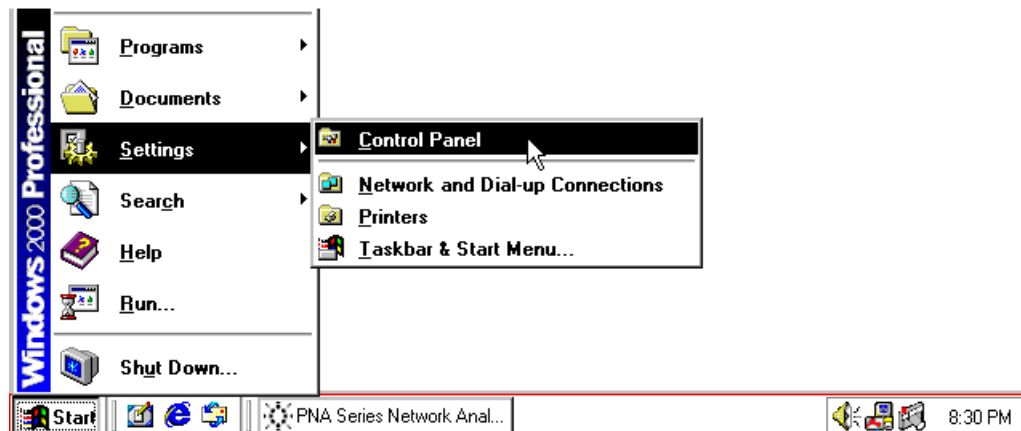 Windows 2000 Professional
Programs
Documents
Settings
Search
Help
Run...
Shut Down...
Control Panel
Network and Dial-up Connections
Printers
Taskbar & Start Menu...
Start
PNA Series Network Anal...
8:30 PM